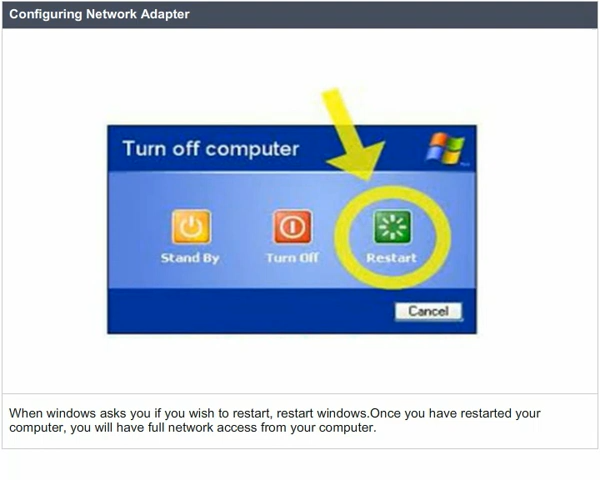 Configuring Network Adapter
Turn off computer
Stand By
Turn Off
Restart
Cancel
When windows asks you if you wish to restart, restart windows.Once you have restarted your
computer, you will have full network access from your computer.